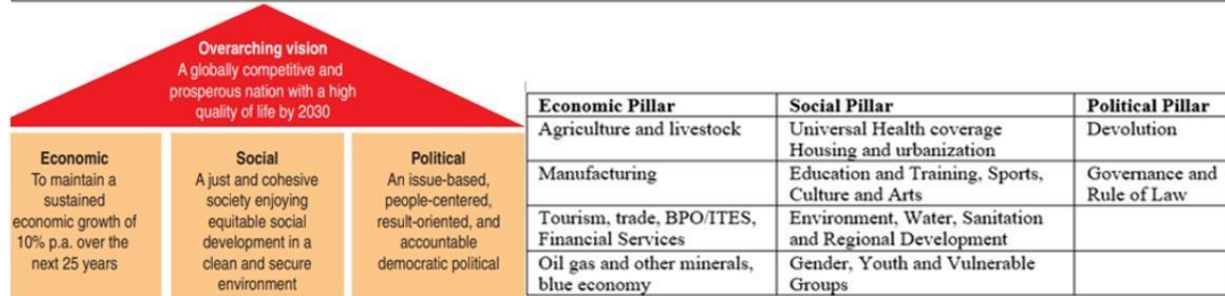 Overarching vision
A globally competitive and
prosperous nation with a high
quality of life by 2030
Economic
To maintain a
sustained
economic growth of
10% p.a. over the
next 25 years
Social
A just and cohesive
society enjoying
equitable social
development in a
clean and secure
environment
Political
An issue-based,
people-centered,
result-oriented, and
accountable
democratic political
Economic Pillar
Social Pillar
Political Pillar
Agriculture and livestock
Universal Health coverage
Housing and urbanization
Devolution
Manufacturing
Education and Training, Sports,
Culture and Arts
Governance and
Rule of Law
Tourism, trade, BPO/ITES,
Financial Services
Environment, Water, Sanitation
and Regional Development
Oil gas and other minerals,
blue economy
Gender, Youth and Vulnerable
Groups